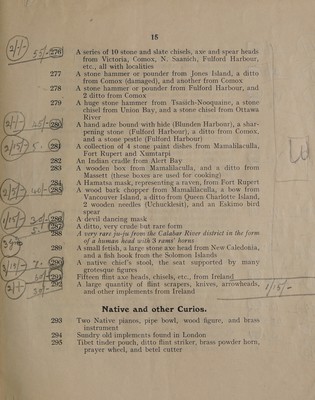 15
276 A series of 10 stone and slate chisels, axe and spear heads
from Victoria, Comox, N. Saanich, Fulford Harbour,
etc., all with localities
277 A stone hammer or pounder from Jones Island, a ditto
from Comox (damaged), and another from Comox
278 A stone hammer or pounder from Fulford Harbour, and
2 ditto from Comox
279 A huge stone hammer from Tsasich-Nooquaine, a stone
chisel from Union Bay, and a stone chisel from Ottawa
River
280 A hand adze bound with hide (Blunden Harbour), a shar-
pening stone (Fulford Harbour), a ditto from Comox,
and a stone pestle (Fulford Harbour)
281 A collection of 4 stone paint dishes from Mamalilaculla,
Fort Rupert and Xumtaspi
282 An Indian cradle from Alert Bay
283 A wooden box from Mamalilaculla, and a ditto from
Massett (these boxes are used for cooking)
284 A Hamatsa mask, representing a raven, from Fort Rupert
285 A wood bark chopper from Mamalilaculla, a bow from
Vancouver Island, a ditto from Queen Charlotte Island,
2 wooden needles (Uchucklesit), and an Eskimo bird
spear
286 A devil dancing mask
287 A ditto, very crude but rare form
288 A very rare ju-ju from the Calabar River district in the form
of a human head with 3 rams' horns
289 A small fetish, a large stone axe head from New Caledonia,
and a fish hook from the Solomon Islands
290 A native chief's stool, the seat supported by many
grotesque figures
291 Fifteen flint axe heads, chisels, etc., from Ireland
292 A large quantity of flint scrapers, knives, arrowheads,
and other implements from Ireland
1/15/-
Native and other Curios.
293 Two Native pianos, pipe bowl, wood figure, and brass
instrument
294 Sundry old implements found in London
295 Tibet tinder pouch, ditto flint striker, brass powder horn,
prayer wheel, and betel cutter